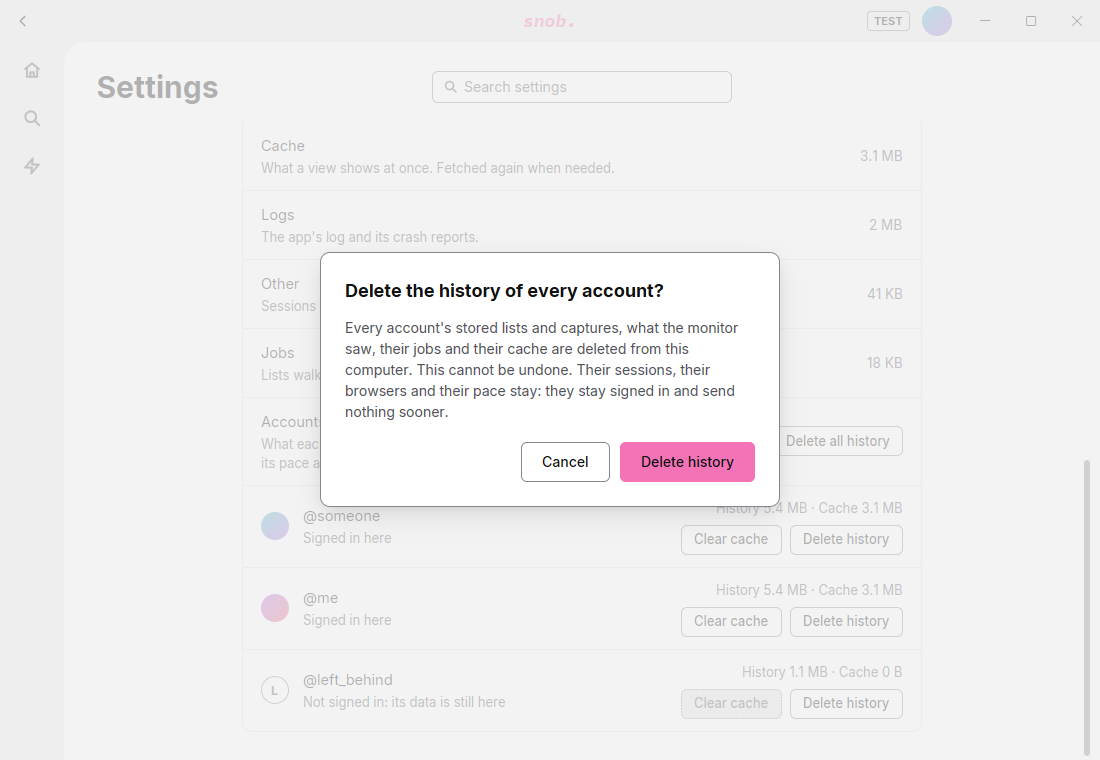 snob.
TEST
Settings
Search settings
Cache
3.1 MB
What a view shows at once. Fetched again when needed.
Logs
2 MB
The app's log and its crash reports.
Other
41 KB
Sessions
Jobs
18 KB
Lists walk
Delete the history of every account?
Every account's stored lists and captures, what the monitor
saw, their jobs and their cache are deleted from this
computer. This cannot be undone. Their sessions, their
browsers and their pace stay: they stay signed in and send
nothing sooner.
Cancel
Delete history
Account
What eac
its pace a
Delete all history
@someone
History 5.4 MB · Cache 3.1 MB
Signed in here
Clear cache
Delete history
@me
History 5.4 MB · Cache 3.1 MB
Signed in here
Clear cache
Delete history
L
@left_behind
History 1.1 MB · Cache 0 B
Not signed in: its data is still here
Clear cache
Delete history